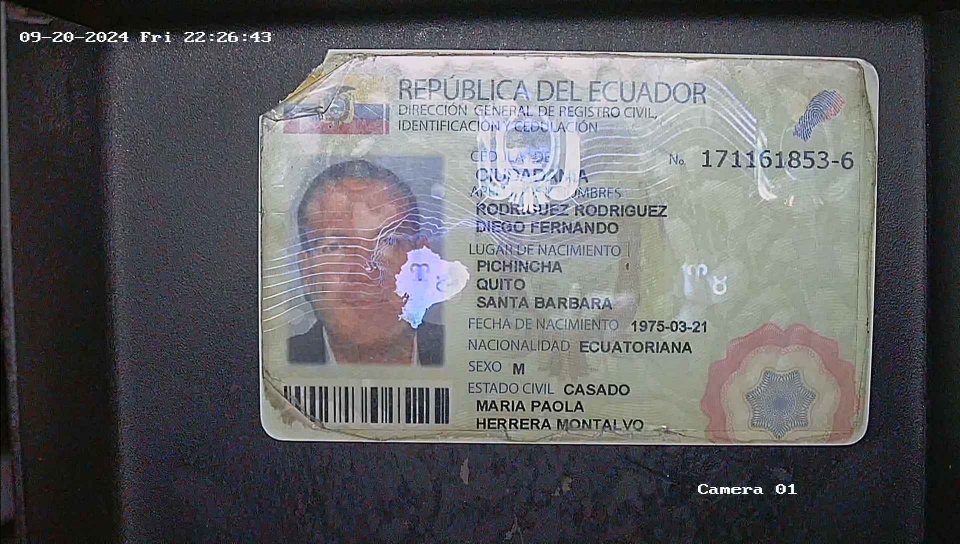 09-20-2024 Fri 22:26:43
REPÚBLICA DEL ECUADOR
DIRECCIÓN GENERAL DE REGISTRO CIVIL,
IDENTIFICACIÓN Y CEDULACIÓN
CÉDULA DE No. 171161853-6
CIUDADANÍA
APELLIDOS Y NOMBRES
RODRIGUEZ RODRIGUEZ
DIEGO FERNANDO
LUGAR DE NACIMIENTO
PICHINCHA
QUITO
SANTA BARBARA
FECHA DE NACIMIENTO 1975-03-21
NACIONALIDAD ECUATORIANA
SEXO M
ESTADO CIVIL CASADO
MARIA PAOLA
HERRERA MONTALVO
Camera 01